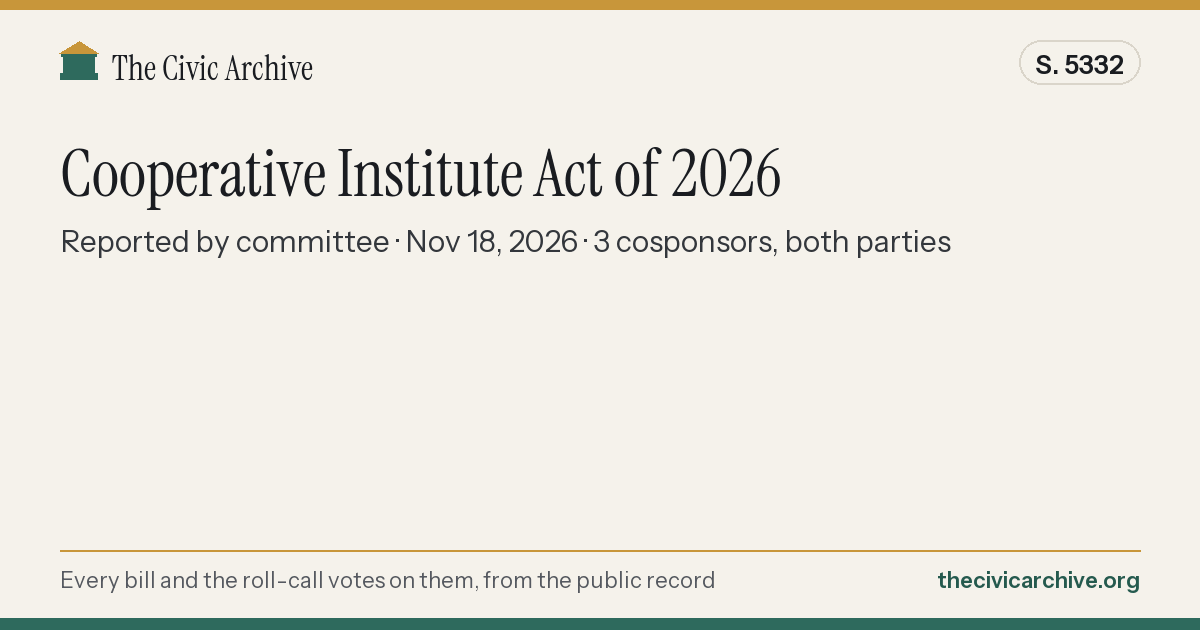 The Civic Archive
S. 5332
Cooperative Institute Act of 2026
Reported by committee · Nov 18, 2026 · 3 cosponsors, both parties
Every bill and the roll-call votes on them, from the public record
thecivicarchive.org